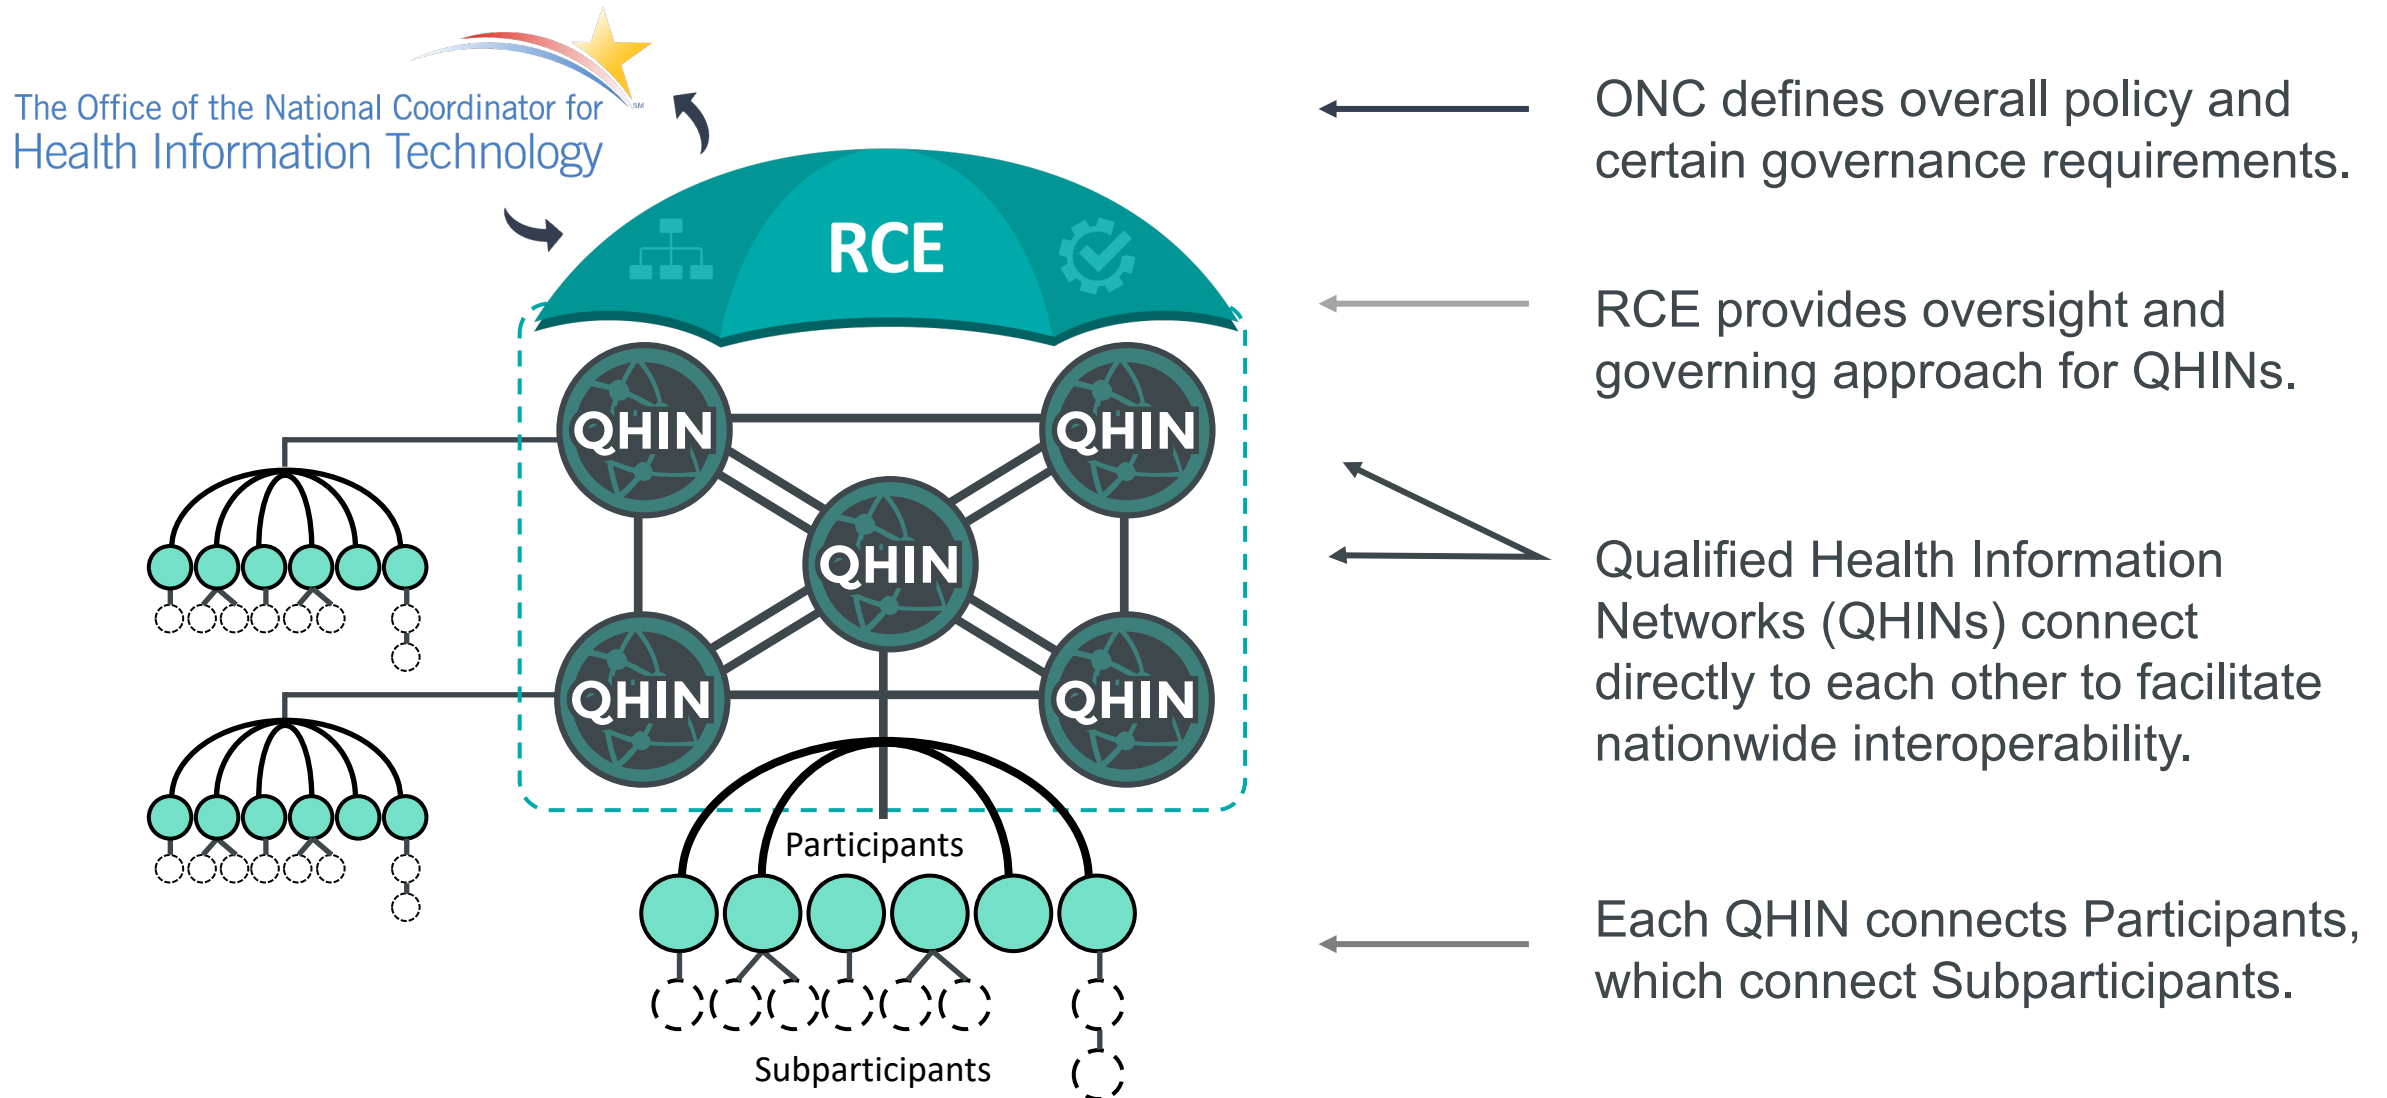 The Office of the National Coordinator for
Health Information Technology
SM
RCE
QHIN
QHIN
QHIN
QHIN
QHIN
Participants
Subparticipants
ONC defines overall policy and
certain governance requirements.
RCE provides oversight and
governing approach for QHINs.
Qualified Health Information
Networks (QHINs) connect
directly to each other to facilitate
nationwide interoperability.
Each QHIN connects Participants,
which connect Subparticipants.